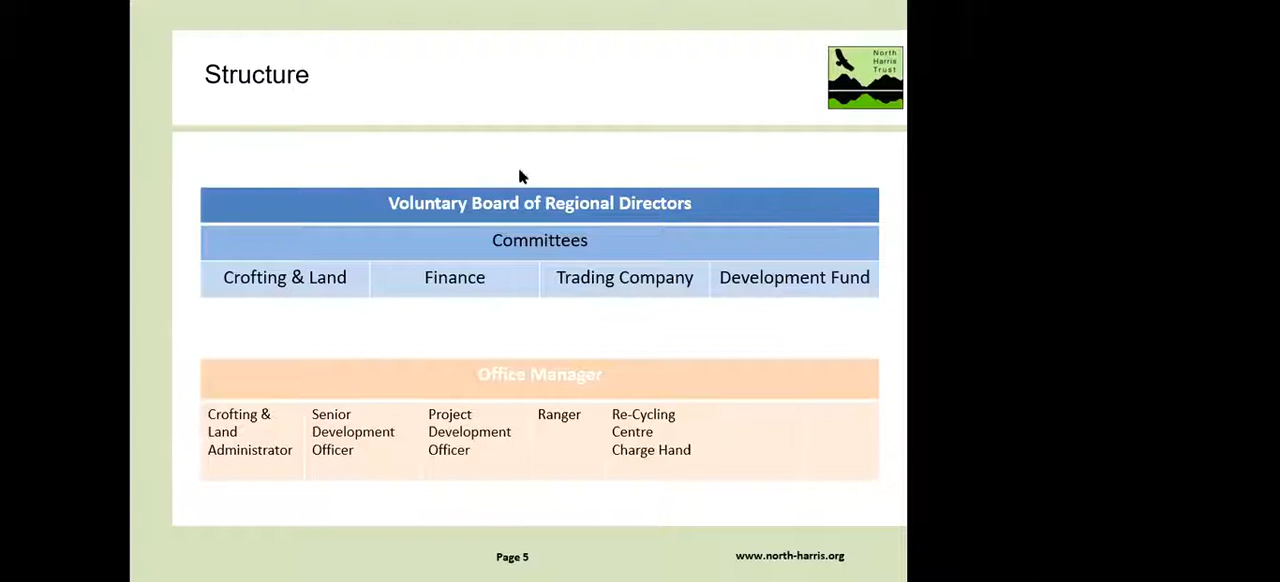 Structure
North
Harris
Trust
Voluntary Board of Regional Directors
Committees
Crofting & Land
Finance
Trading Company
Development Fund
Office Manager
Crofting &
Land
Administrator
Senior
Development
Officer
Project
Development
Officer
Ranger
Re-Cycling
Centre
Charge Hand
Page 5
www.north-harris.org